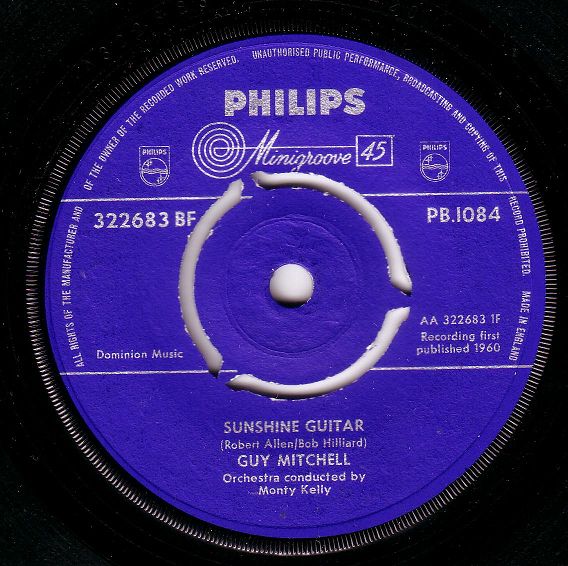 ALL RIGHTS OF THE MANUFACTURER AND OF THE OWNER OF THE RECORDED WORK RESERVED. UNAUTHORISED PUBLIC PERFORMANCE, BROADCASTING AND COPYING OF THIS RECORD PROHIBITED. MADE IN ENGLAND
PHILIPS
PHILIPS
Minigroove 45
PHILIPS
322683 BF
PB.1084
AA 322683 1F
Recording first
published 1960
Dominion Music
SUNSHINE GUITAR
(Robert Allen/Bob Hilliard)
GUY MITCHELL
Orchestra conducted by
Monty Kelly